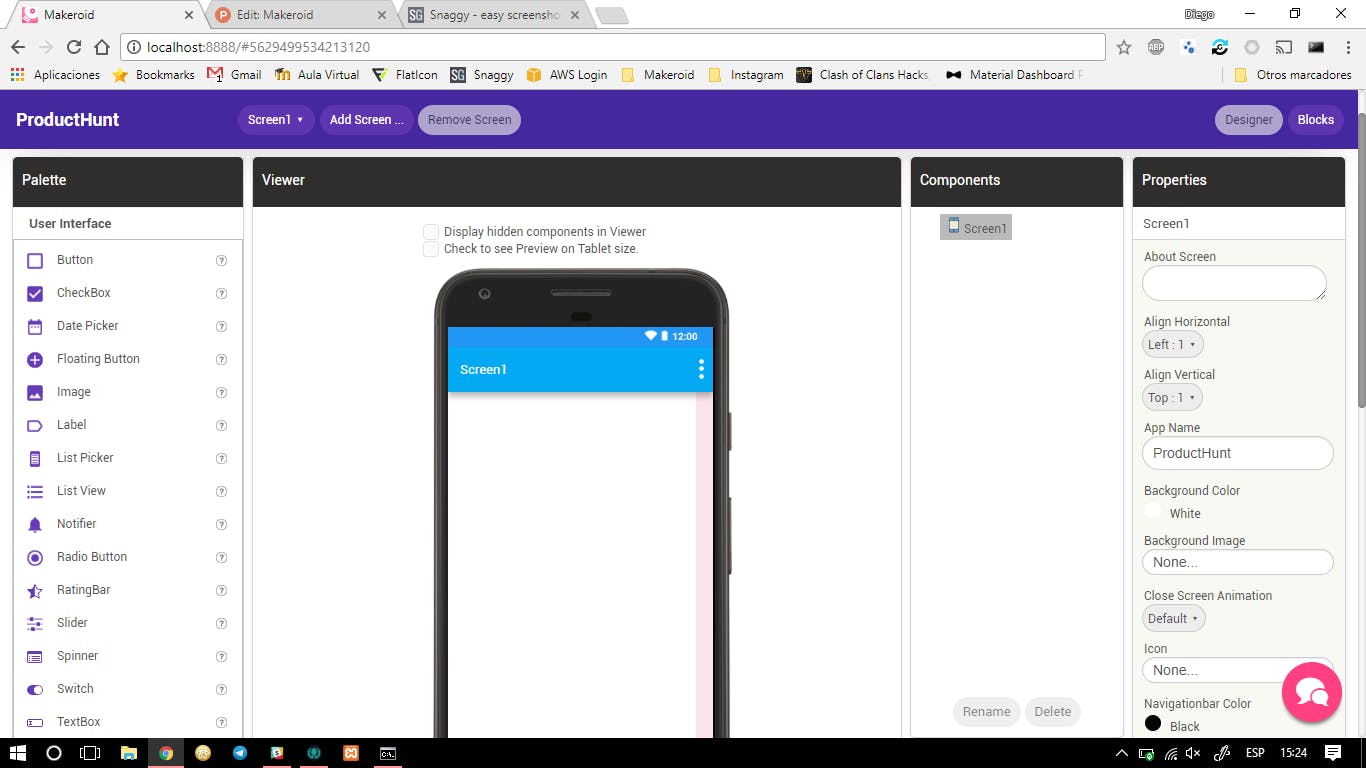 Makeroid
Edit: Makeroid
Snaggy - easy screensho
Diego
localhost:8888/#5629499534213120
ABP
Aplicaciones
Bookmarks
Gmail
Aula Virtual
FlatIcon
SG Snaggy
AWS Login
Makeroid
Instagram
Clash of Clans Hacks,
Material Dashboard
Otros marcadores
ProductHunt
Screen1
Add Screen ...
Remove Screen
Designer
Blocks
Palette
User Interface
Button ?
CheckBox ?
Date Picker ?
Floating Button ?
Image ?
Label ?
List Picker ?
List View ?
Notifier ?
Radio Button ?
RatingBar ?
Slider ?
Spinner ?
Switch ?
TextBox ?
Viewer
Display hidden components in Viewer
Check to see Preview on Tablet size.
12:00
Screen1
Components
Screen1
Rename
Delete
Properties
Screen1
About Screen
Align Horizontal
Left : 1
Align Vertical
Top : 1
App Name
ProductHunt
Background Color
White
Background Image
None...
Close Screen Animation
Default
Icon
None...
Navigationbar Color
Black
ESP
15:24